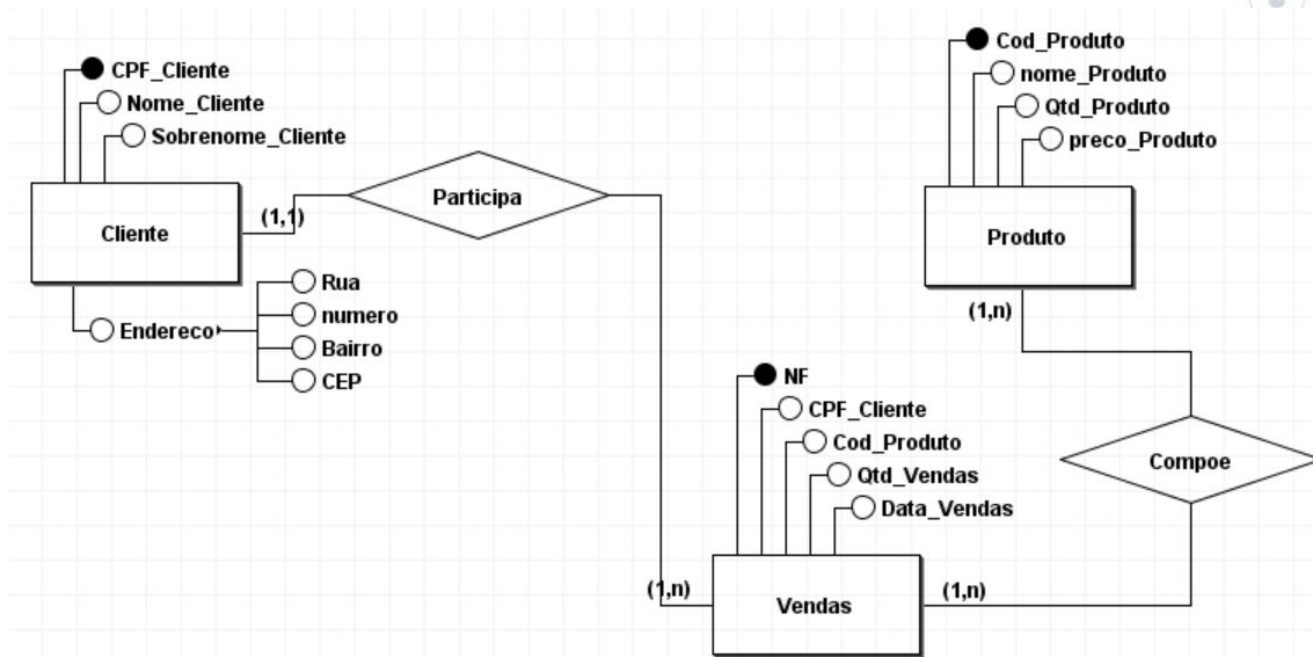 CPF_Cliente
Nome_Cliente
Sobrenome_Cliente
Cliente
(1,1)
Participa
Endereco
Rua
numero
Bairro
CEP
Cod_Produto
nome_Produto
Qtd_Produto
preco_Produto
Produto
(1,n)
Compoe
NF
CPF_Cliente
Cod_Produto
Qtd_Vendas
Data_Vendas
(1,n)
Vendas
(1,n)